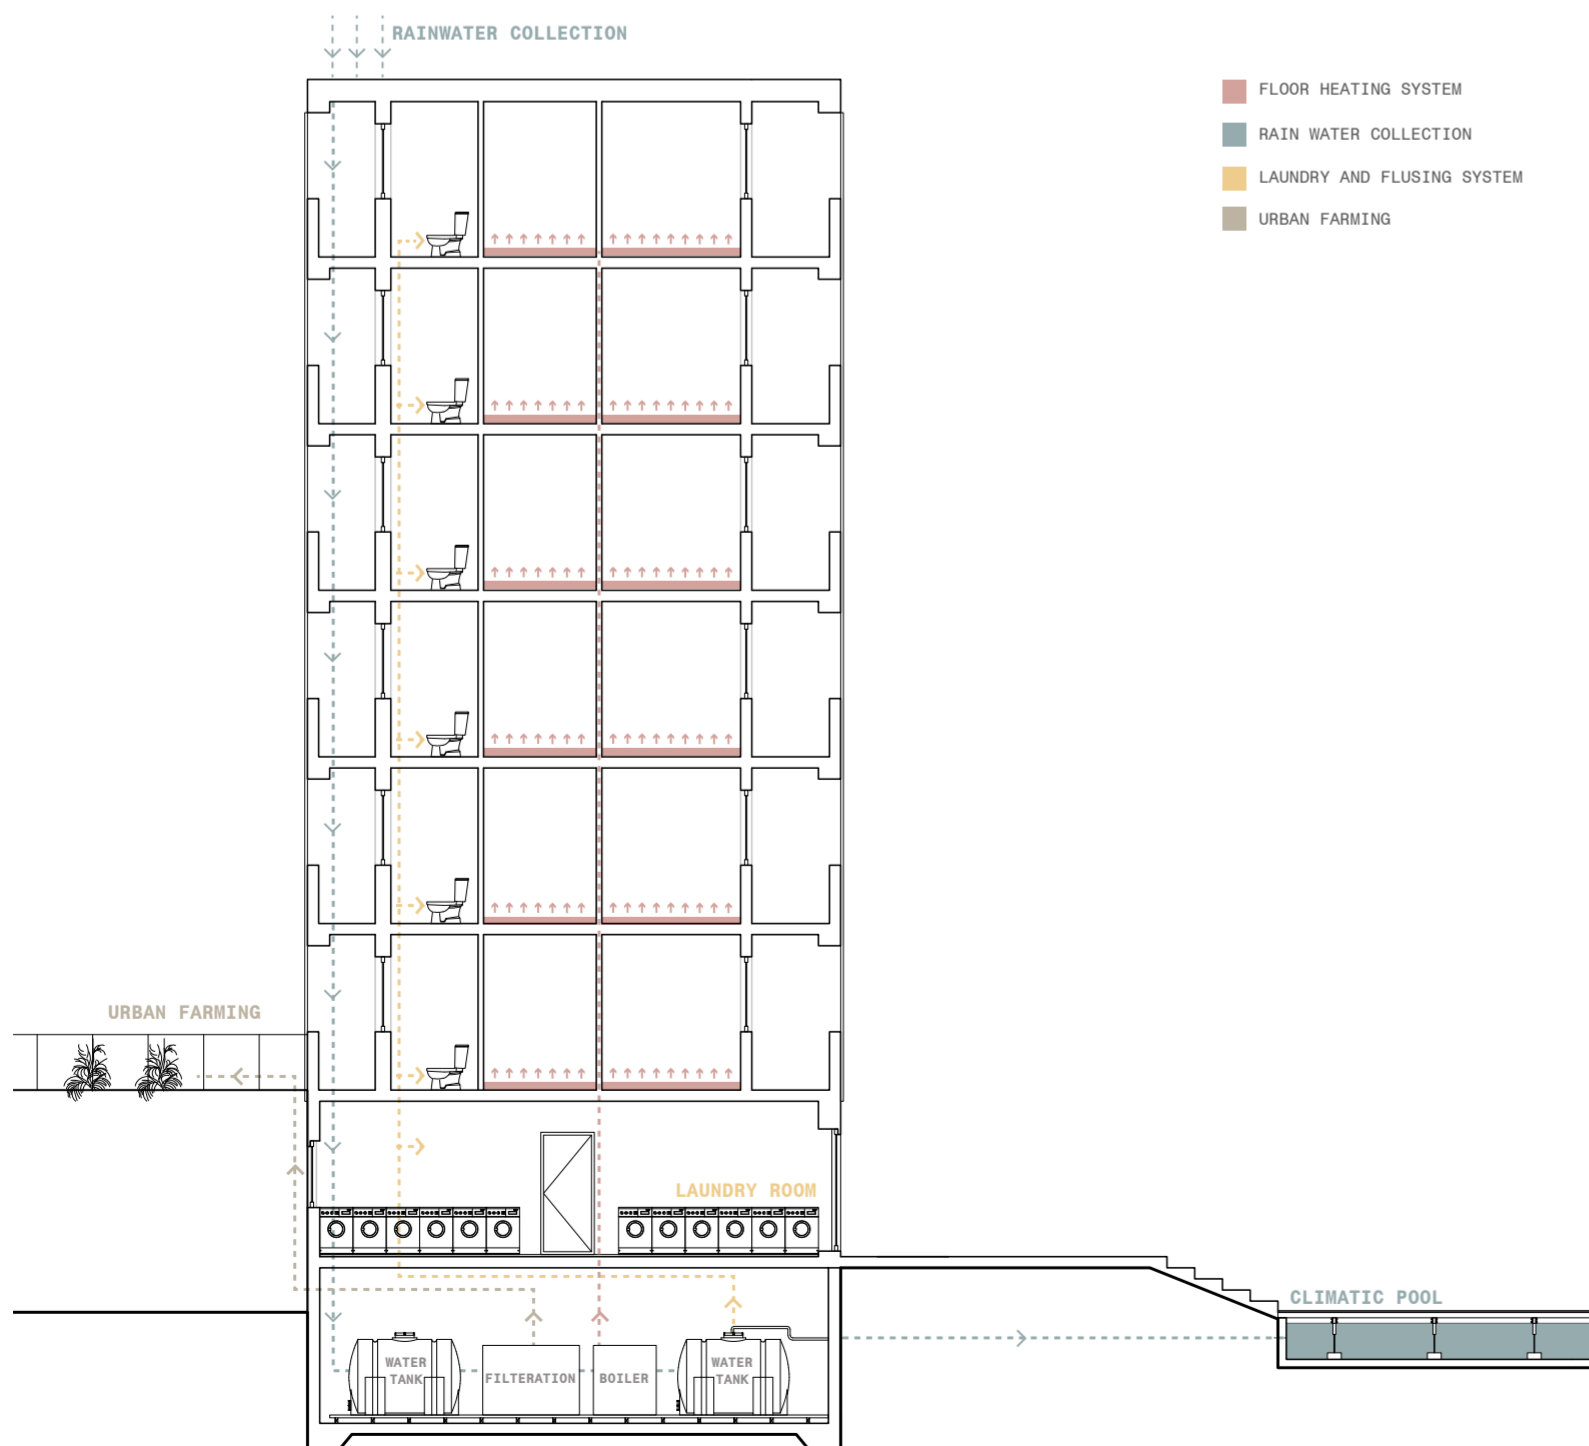 RAINWATER COLLECTION
FLOOR HEATING SYSTEM
RAIN WATER COLLECTION
LAUNDRY AND FLUSING SYSTEM
URBAN FARMING
URBAN FARMING
LAUNDRY ROOM
CLIMATIC POOL
WATER
TANK
FILTERATION
BOILER
WATER
TANK